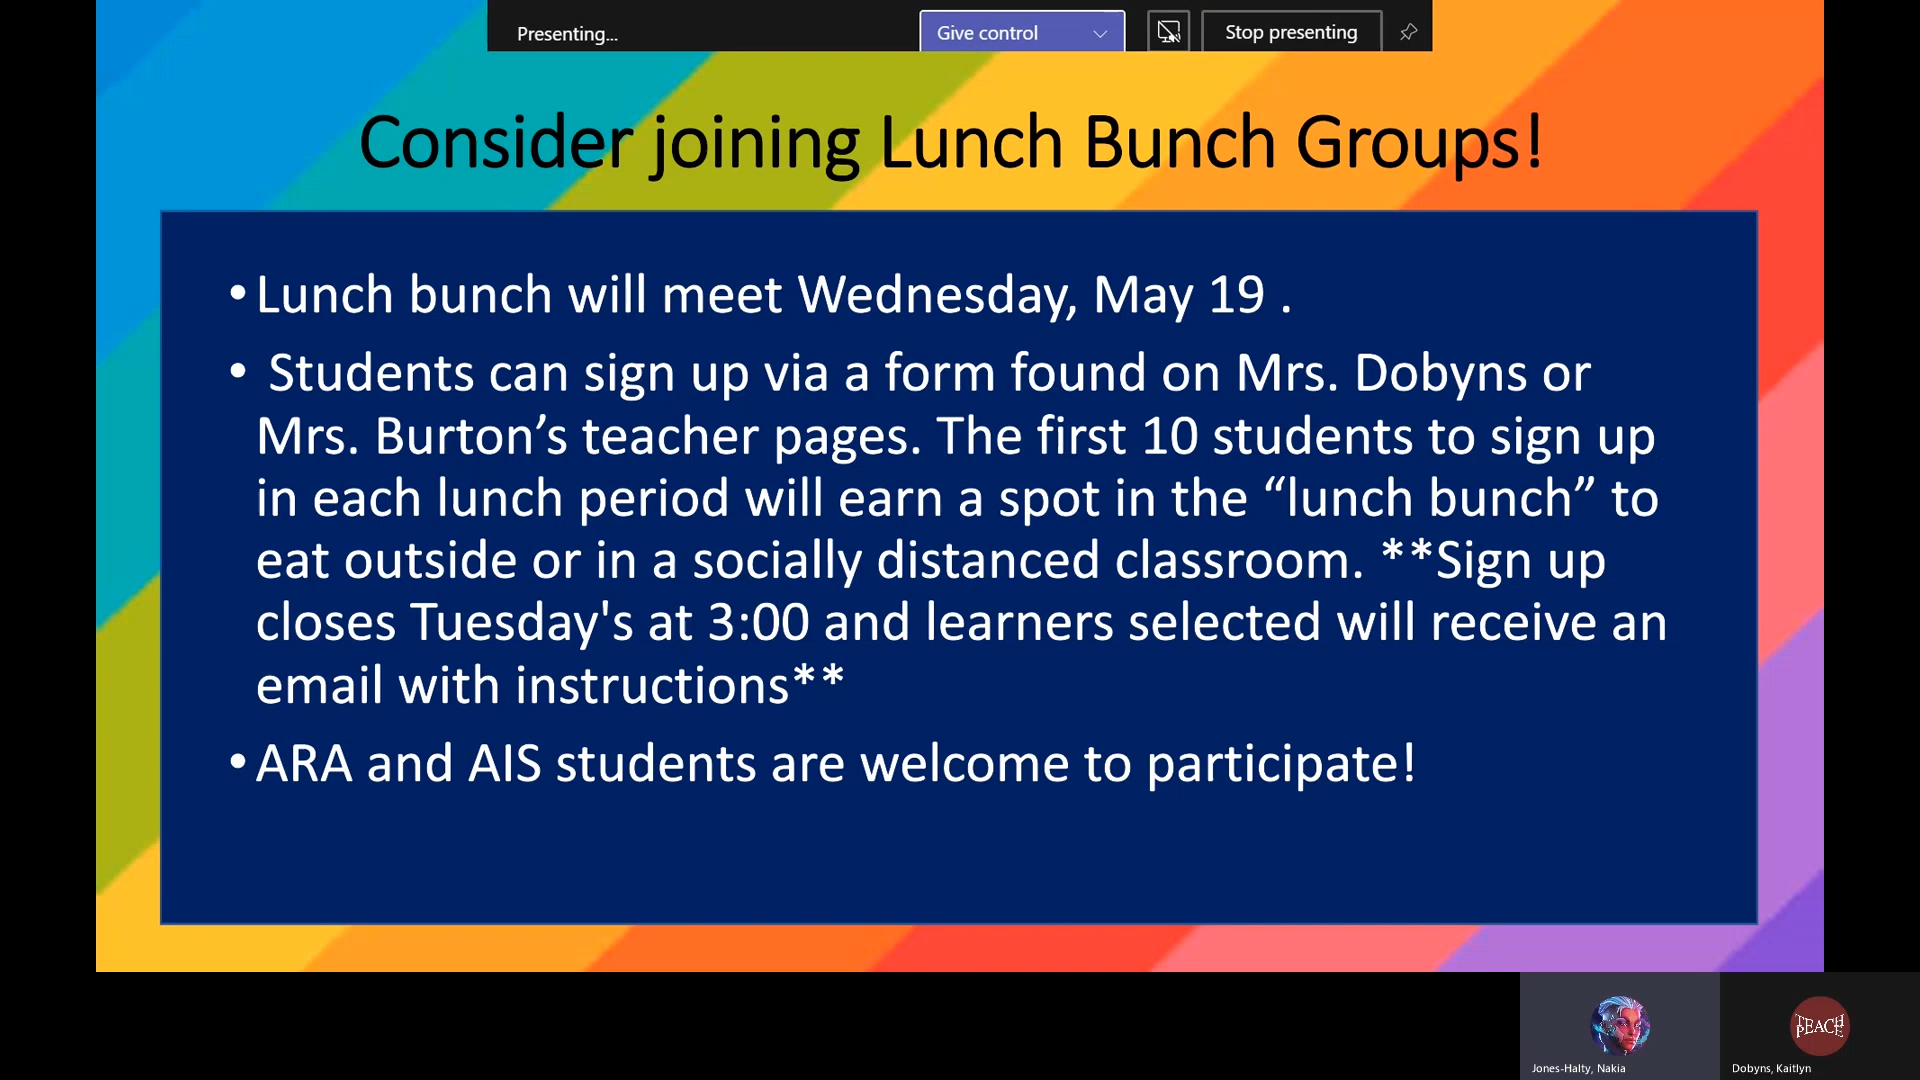 Presenting...
Give control
Stop presenting
Consider joining Lunch Bunch Groups!
•Lunch bunch will meet Wednesday, May 19 .
• Students can sign up via a form found on Mrs. Dobyns or
Mrs. Burton’s teacher pages. The first 10 students to sign up
in each lunch period will earn a spot in the “lunch bunch” to
eat outside or in a socially distanced classroom. **Sign up
closes Tuesday's at 3:00 and learners selected will receive an
email with instructions**
•ARA and AIS students are welcome to participate!
TEACH
PEACE
Jones-Halty, Nakia
Dobyns, Kaitlyn